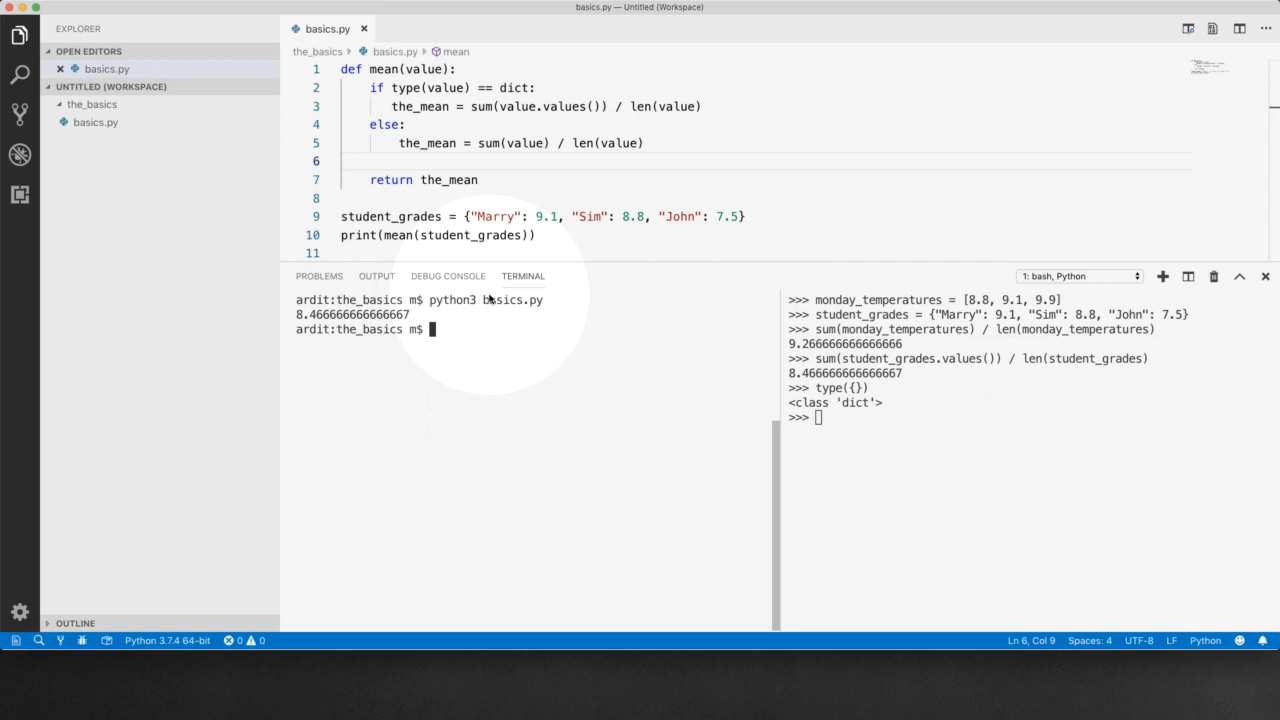 basics.py — Untitled (Workspace)
EXPLORER
OPEN EDITORS
basics.py
UNTITLED (WORKSPACE)
the_basics
basics.py
OUTLINE
basics.py
the_basics basics.py mean
1 def mean(value):
2     if type(value) == dict:
3        the_mean = sum(value.values()) / len(value)
4     else:
5         the_mean = sum(value) / len(value)
6
7     return the_mean
8
9 student_grades = {"Marry": 9.1, "Sim": 8.8, "John": 7.5}
10 print(mean(student_grades))
11
PROBLEMS OUTPUT DEBUG CONSOLE TERMINAL
1: bash, Python
ardit:the_basics m$ python3 basics.py
8.466666666666667
ardit:the_basics m$
>>> monday_temperatures = [8.8, 9.1, 9.9]
>>> student_grades = {"Marry": 9.1, "Sim": 8.8, "John": 7.5}
>>> sum(monday_temperatures) / len(monday_temperatures)
9.266666666666666
>>> sum(student_grades.values()) / len(student_grades)
8.466666666666667
>>> type({})
<class 'dict'>
>>>
Python 3.7.4 64-bit 0 0
Ln 6, Col 9 Spaces: 4 UTF-8 LF Python